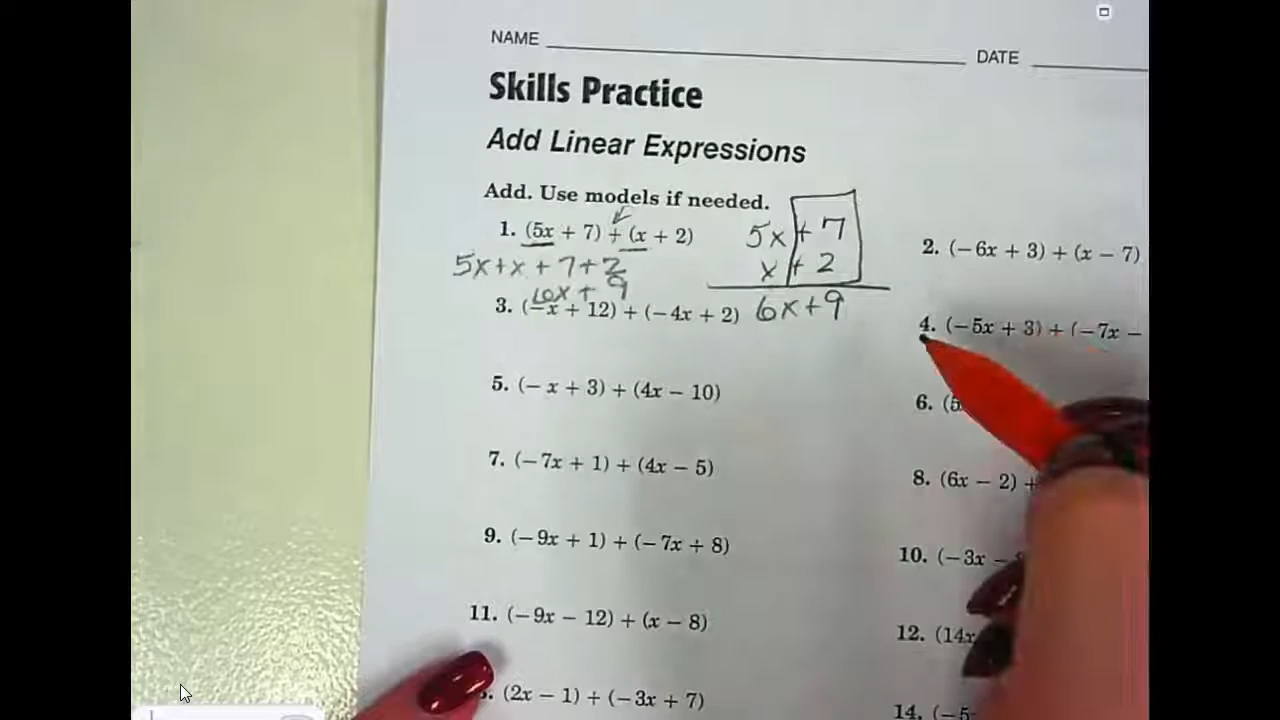 NAME DATE
Skills Practice
Add Linear Expressions
Add. Use models if needed.
1. (5x + 7) + (x + 2)
5x + 7
x + 2
6x + 9
5x + x + 7 + 2
6x + 9
2. (−6x + 3) + (x − 7)
3. (−x + 12) + (−4x + 2)
4. (−5x + 3) + (−7x −
5. (− x + 3) + (4x − 10)
6. (5
7. (−7x + 1) + (4x − 5)
8. (6x − 2) +
9. (−9x + 1) + (−7x + 8)
10. (−3x −
11. (−9x − 12) + (x − 8)
12. (14x
(2x − 1) + (−3x + 7)
14. (−5